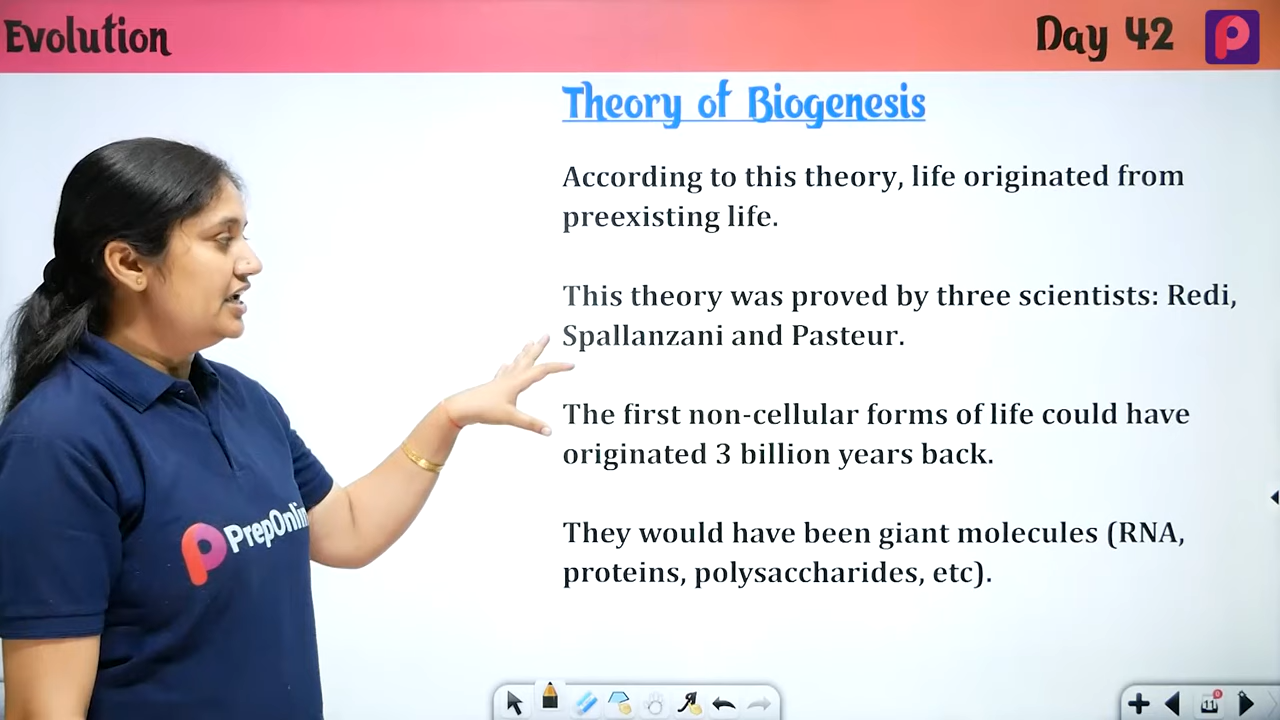 Evolution
Day 42
Theory of Biogenesis
According to this theory, life originated from
preexisting life.
This theory was proved by three scientists: Redi,
Spallanzani and Pasteur.
The first non-cellular forms of life could have
originated 3 billion years back.
They would have been giant molecules (RNA,
proteins, polysaccharides, etc).
PrepOnlin
11